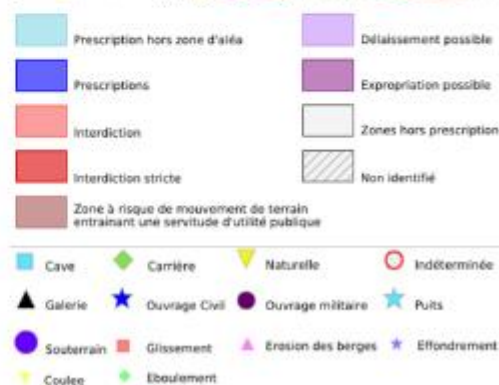 Prescription hors zone d'aléa
Délaissement possible
Prescriptions
Expropriation possible
Interdiction
Zones hors prescription
Interdiction stricte
Non identifié
Zone à risque de mouvement de terrain
entrainant une servitude d'utilité publique
Cave
Carrière
Naturelle
Indéterminée
Galerie
Ouvrage Civil
Ouvrage militaire
Puits
Souterrain
Glissement
Erosion des berges
Effondrement
Coulee
Eboulement